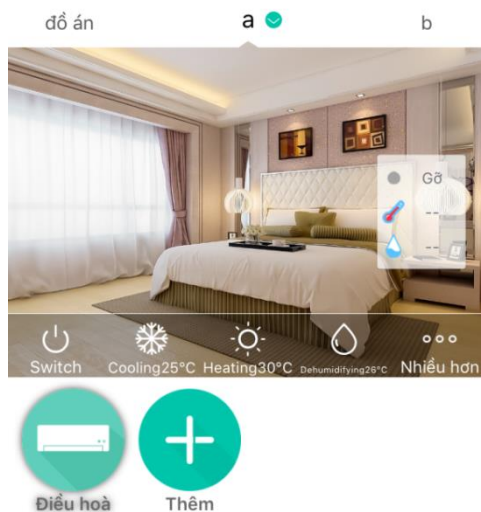 đồ án a b
Gỡ
--
--
Switch Cooling25°C Heating30°C Dehumidifying26°C Nhiều hơn
Điều hoà Thêm